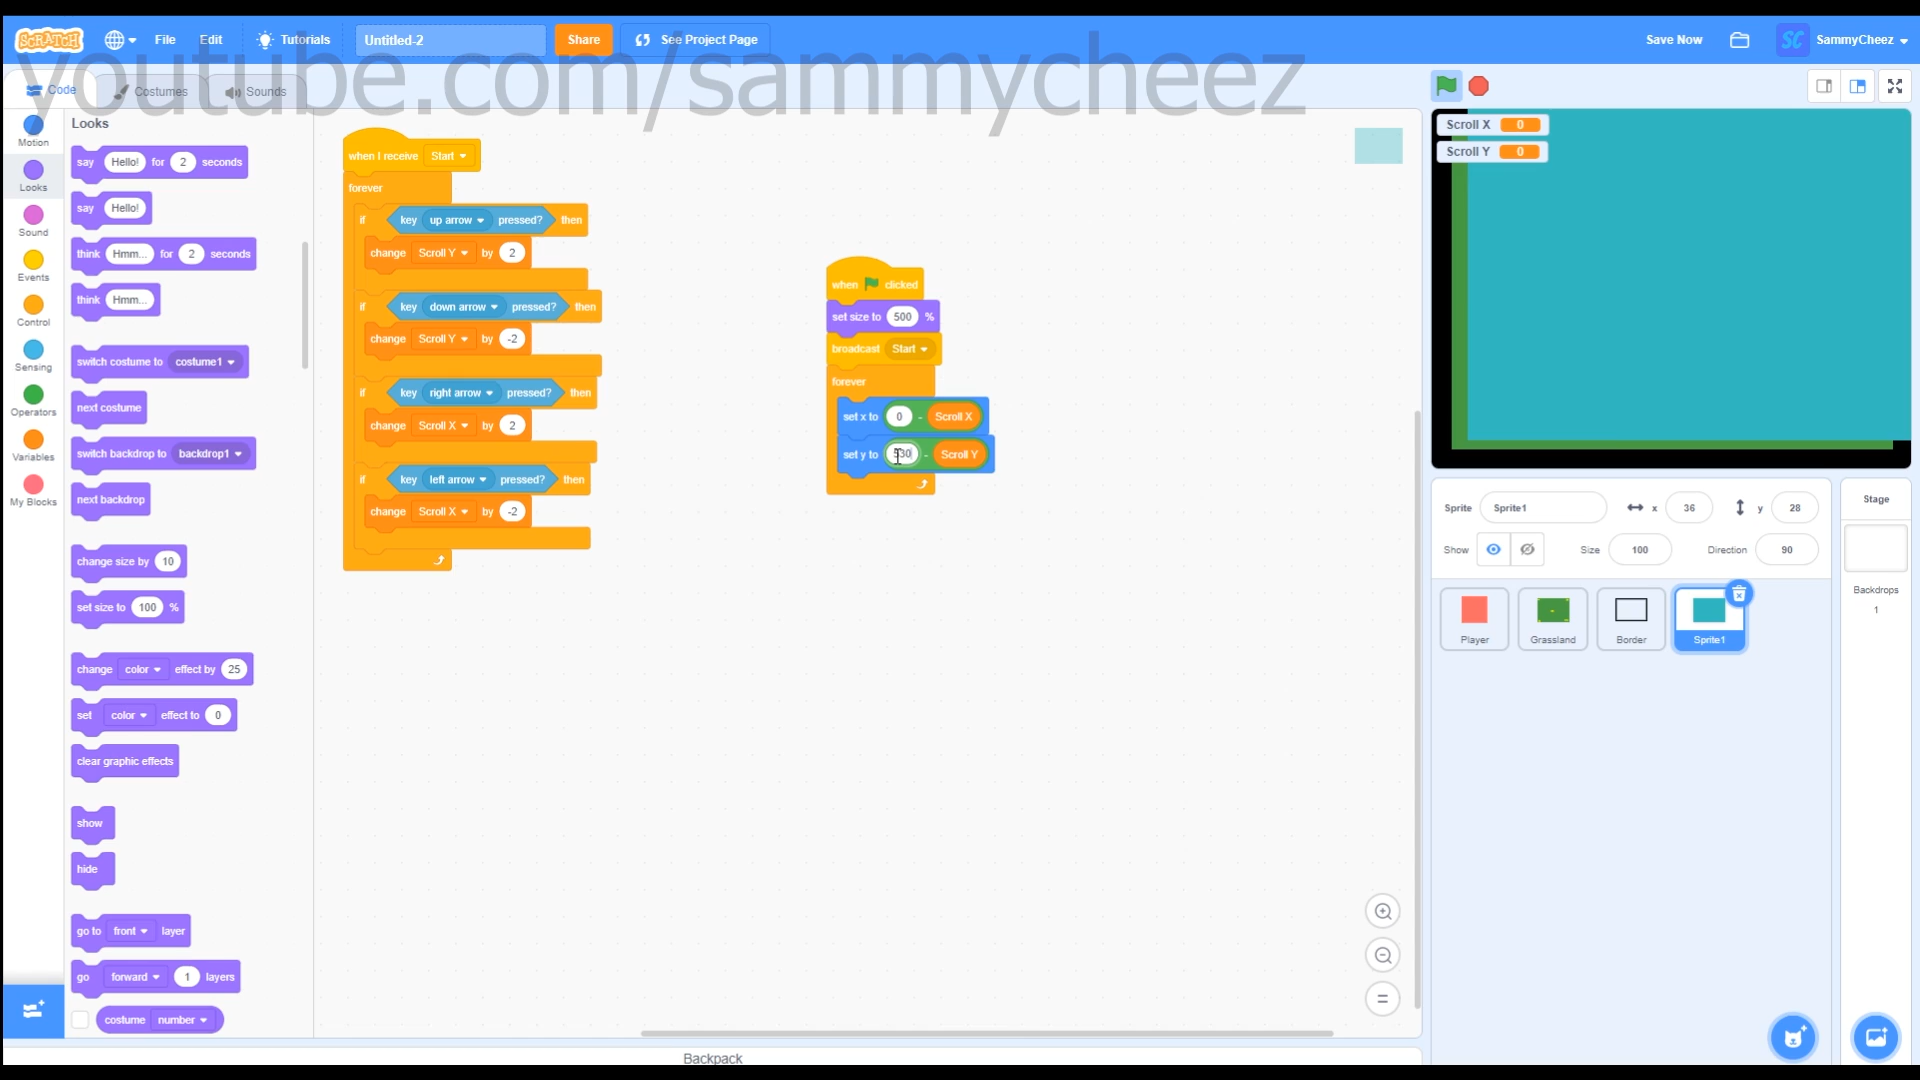 SCRATCH File Edit Tutorials Untitled-2 Share See Project Page Save Now SC SammyCheez
youtube.com/sammycheez
Code Costumes Sounds
Motion
Looks
Sound
Events
Control
Sensing
Operators
Variables
My Blocks
Looks
say Hello! for 2 seconds
say Hello!
think Hmm... for 2 seconds
think Hmm...
switch costume to costume1
next costume
switch backdrop to backdrop1
next backdrop
change size by 10
set size to 100 %
change color effect by 25
set color effect to 0
clear graphic effects
show
hide
go to front layer
go forward 1 layers
costume number
when I receive Start
forever
if key up arrow pressed? then
change Scroll Y by 2
if key down arrow pressed? then
change Scroll Y by -2
if key right arrow pressed? then
change Scroll X by 2
if key left arrow pressed? then
change Scroll X by -2
when clicked
set size to 500 %
broadcast Start
forever
set x to 0 - Scroll X
set y to - Scroll Y
Scroll X 0
Scroll Y 0
Sprite Sprite1 x 36 y 28
Show Size 100 Direction 90
Player Grassland Border Sprite1
Stage
Backdrops
1
Backpack